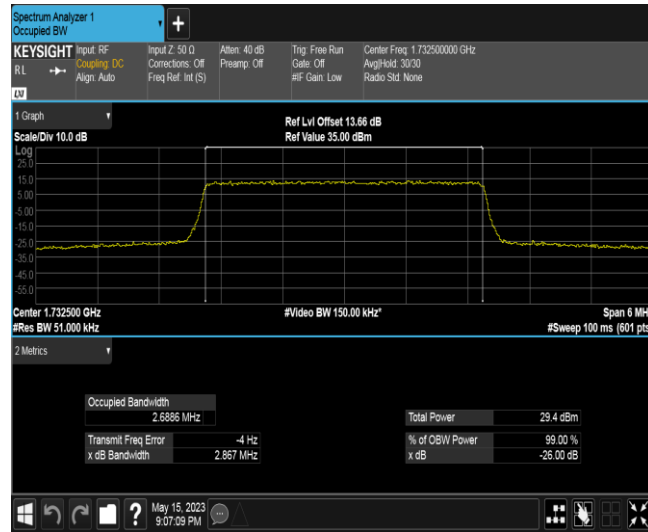 Spectrum Analyzer 1
Occupied BW
KEYSIGHT
RL
LXI
Input: RF
Coupling: DC
Align: Auto
Input Z: 50 Ω
Corrections: Off
Freq Ref: Int (S)
Atten: 40 dB
Preamp: Off
Trig: Free Run
Gate: Off
#IF Gain: Low
Center Freq: 1.732500000 GHz
Avg|Hold: 30/30
Radio Std: None
1 Graph
Scale/Div 10.0 dB
Ref Lvl Offset 13.66 dB
Ref Value 35.00 dBm
Log
25.0
15.0
5.00
-5.00
-15.0
-25.0
-35.0
-45.0
-55.0
Center 1.732500 GHz
#Res BW 51.000 kHz
#Video BW 150.00 kHz*
Span 6 MH
#Sweep 100 ms (601 pts
2 Metrics
Occupied Bandwidth
2.6886 MHz
Transmit Freq Error -4 Hz
x dB Bandwidth 2.867 MHz
Total Power 29.4 dBm
% of OBW Power 99.00 %
x dB -26.00 dB
?
May 15, 2023
9:07:09 PM